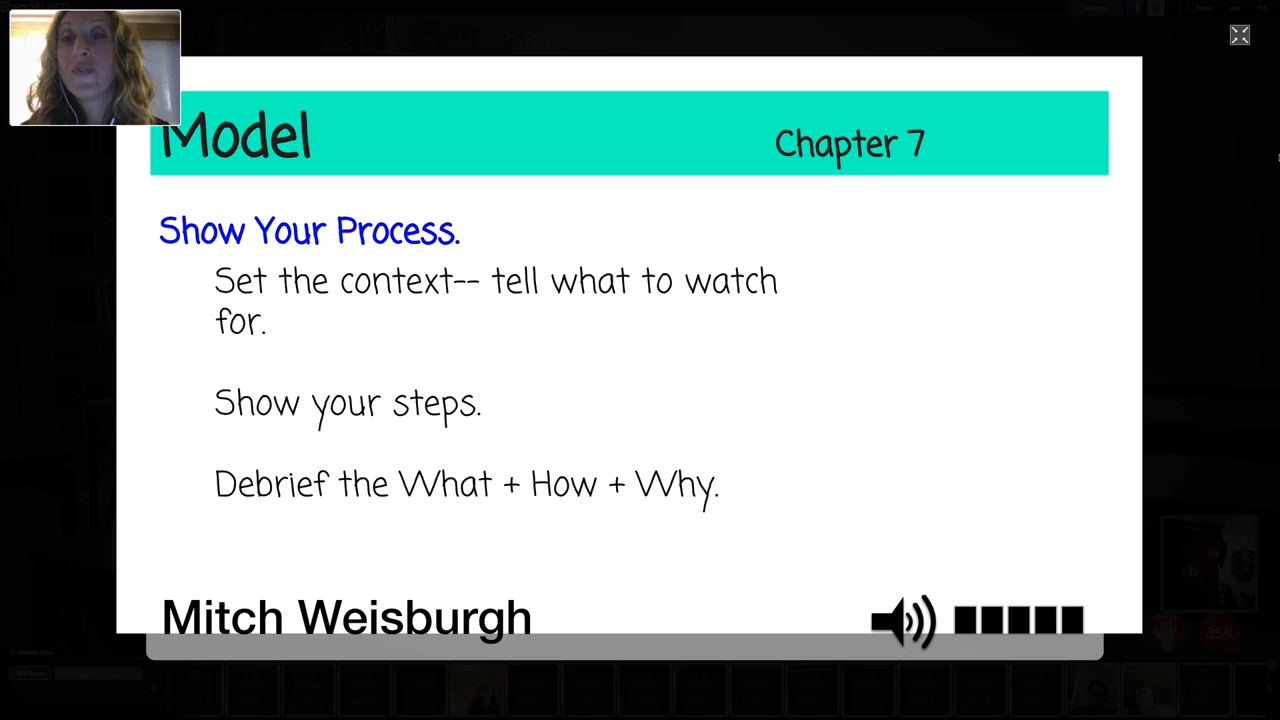 Model
Chapter 7
Show Your Process.
Set the context-- tell what to watch
for.
Show your steps.
Debrief the What + How + Why.
Mitch Weisburgh
ask